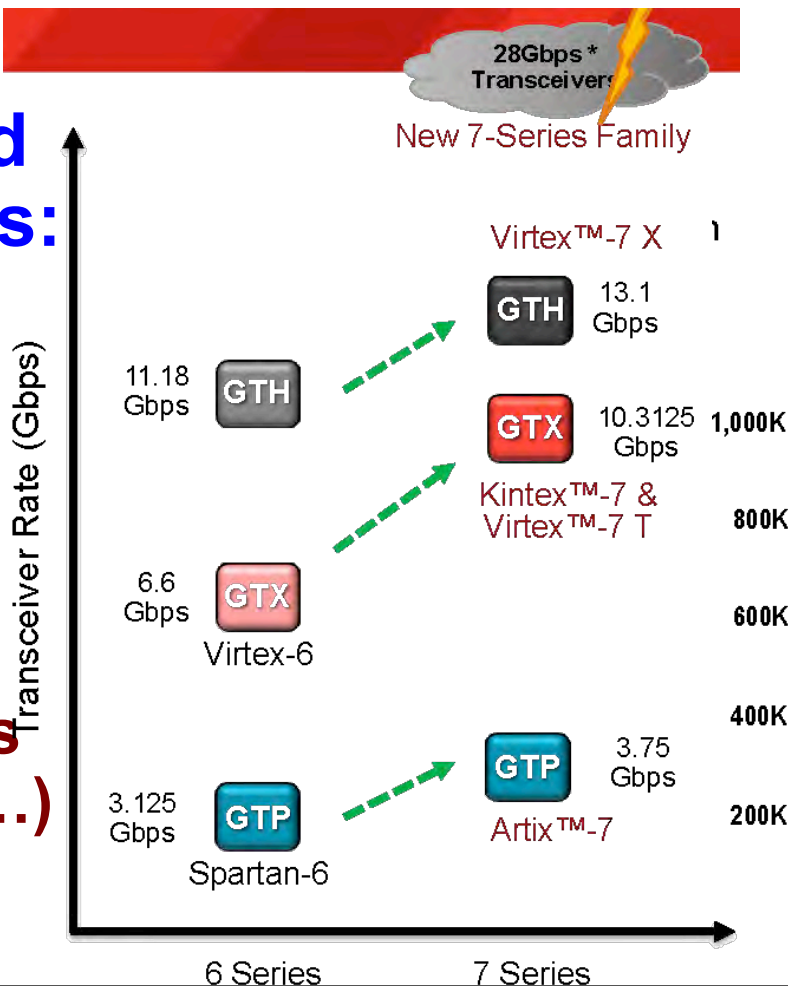 28Gbps *
Transceivers
New 7-Series Family
d
s:
Virtex™-7 X
GTH
13.1
Gbps
11.18
Gbps
GTH
GTX
10.3125
Gbps
1,000K
Kintex™-7 &
Virtex™-7 T
800K
Transceiver Rate (Gbps)
6.6
Gbps
GTX
Virtex-6
600K
400K
s
3.75
Gbps
GTP
Artix™-7
3.125
Gbps
GTP
Spartan-6
..)
200K
6 Series
7 Series